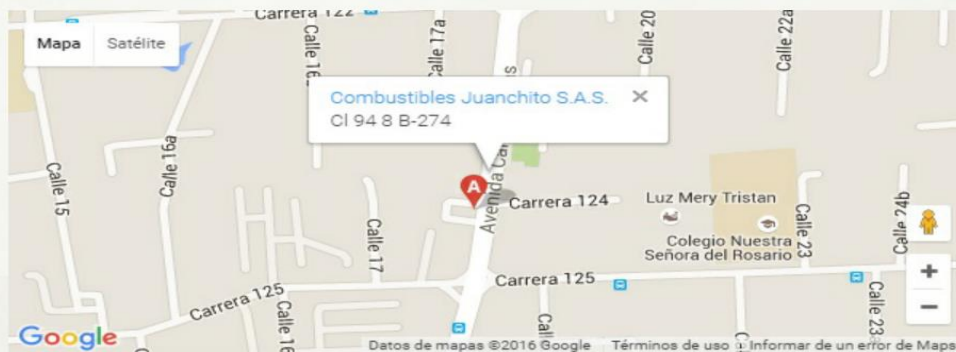 Carrera 122
Mapa
Satélite
Calle 16
Calle 17a
Calle 20
Calle 22a
Combustibles Juanchito S.A.S.
Cl 94 8 B-274
Calle 15
Calle 16a
A
Avenida
Carrera 124
Luz Mery Tristan
Calle 17
Colegio Nuestra
Señora del Rosario
Calle 23
Calle 24b
Carrera 125
Carrera 125
Calle 16
Calle 23
Google
Datos de mapas ©2016 Google
Términos de uso
Informar de un error de Maps